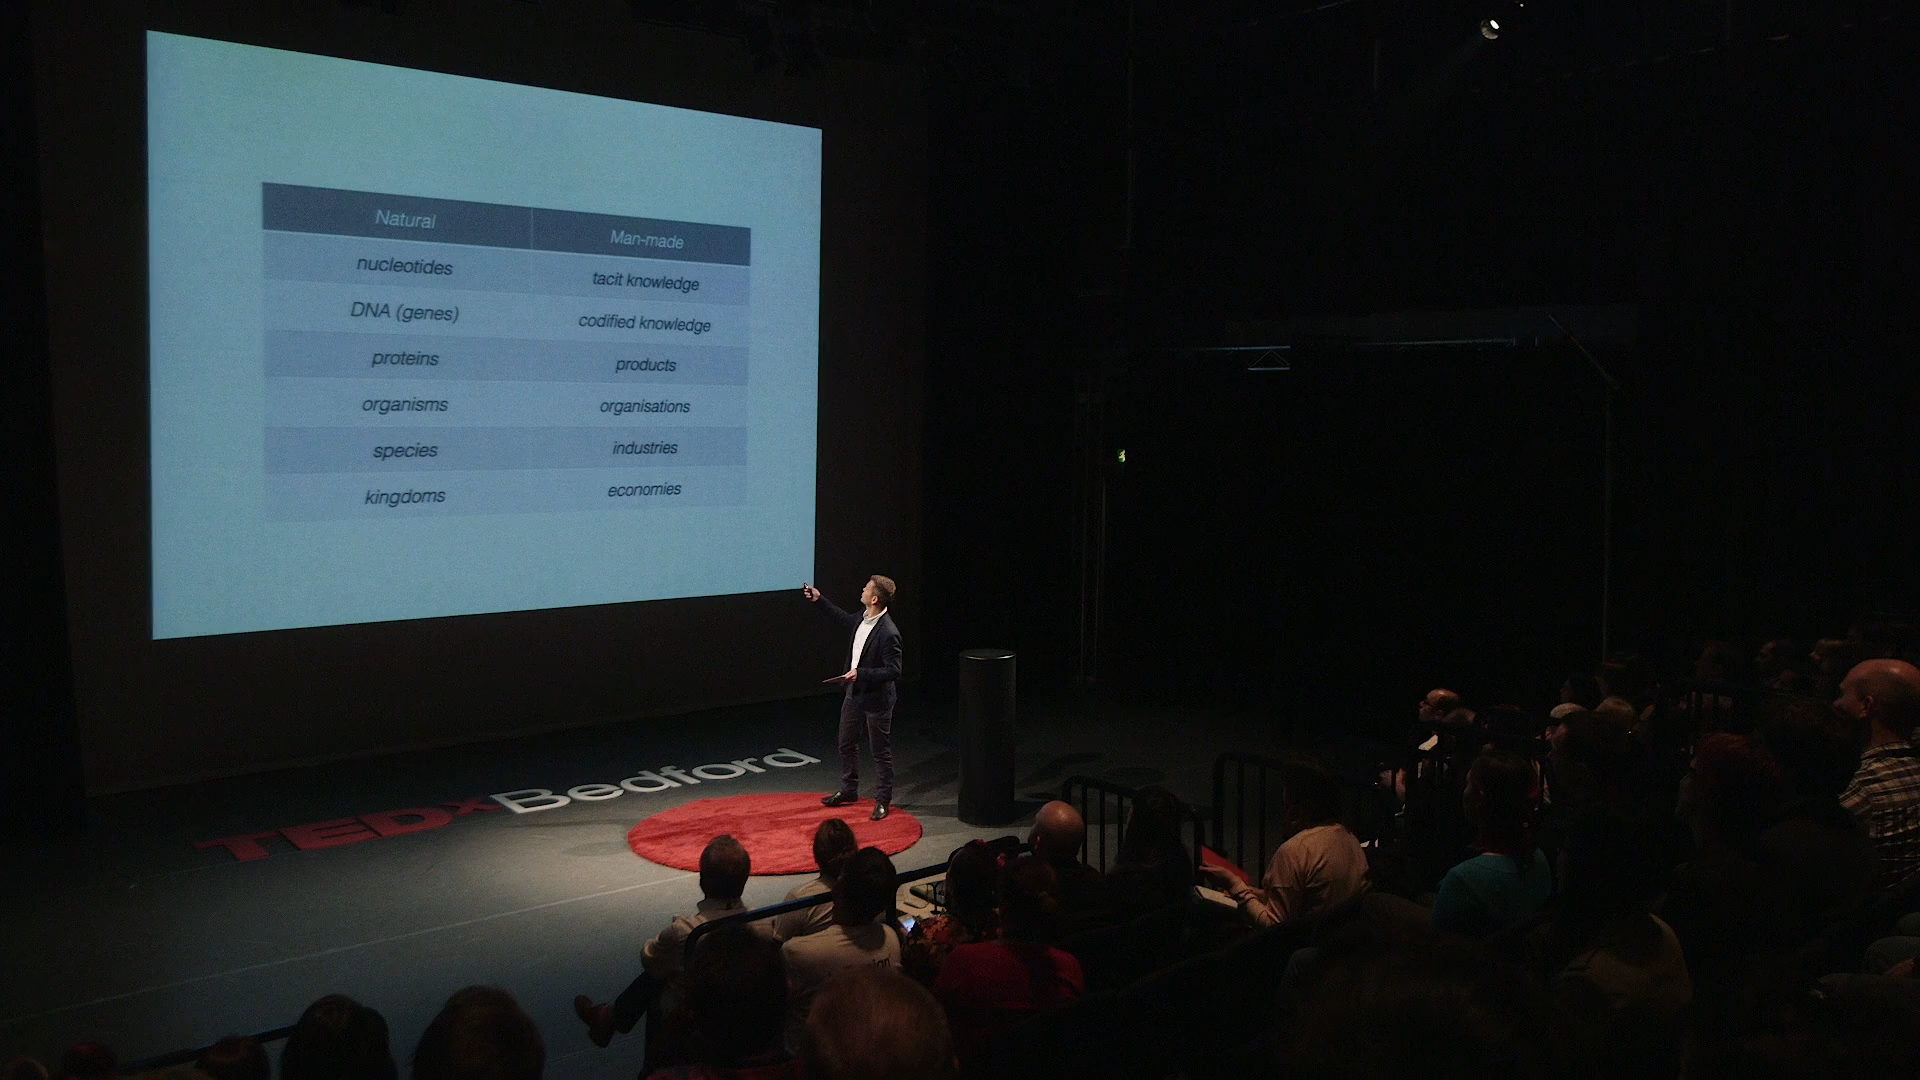 Natural Man-made
nucleotides tacit knowledge
DNA (genes) codified knowledge
proteins products
organisms organisations
species industries
kingdoms economies
TEDxBedford